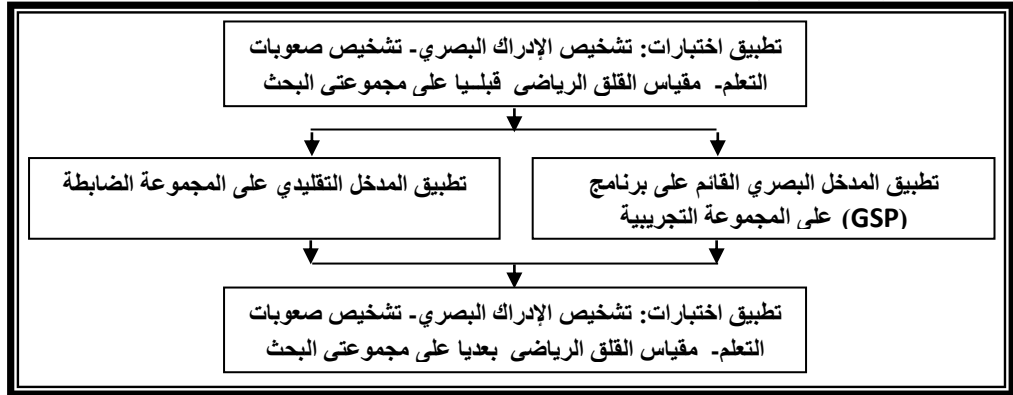 تطبيق اختبارات: تشخيص الإدراك البصري- تشخيص صعوبات
التعلم- مقياس القلق الرياضى قبلــيا على مجموعتى البحث
تطبيق المدخل البصري القائم على برنامج
(GSP) على المجموعة التجريبية
تطبيق المدخل التقليدي على المجموعة الضابطة
تطبيق اختبارات: تشخيص الإدراك البصري- تشخيص صعوبات
التعلم- مقياس القلق الرياضى بعديا على مجموعتى البحث